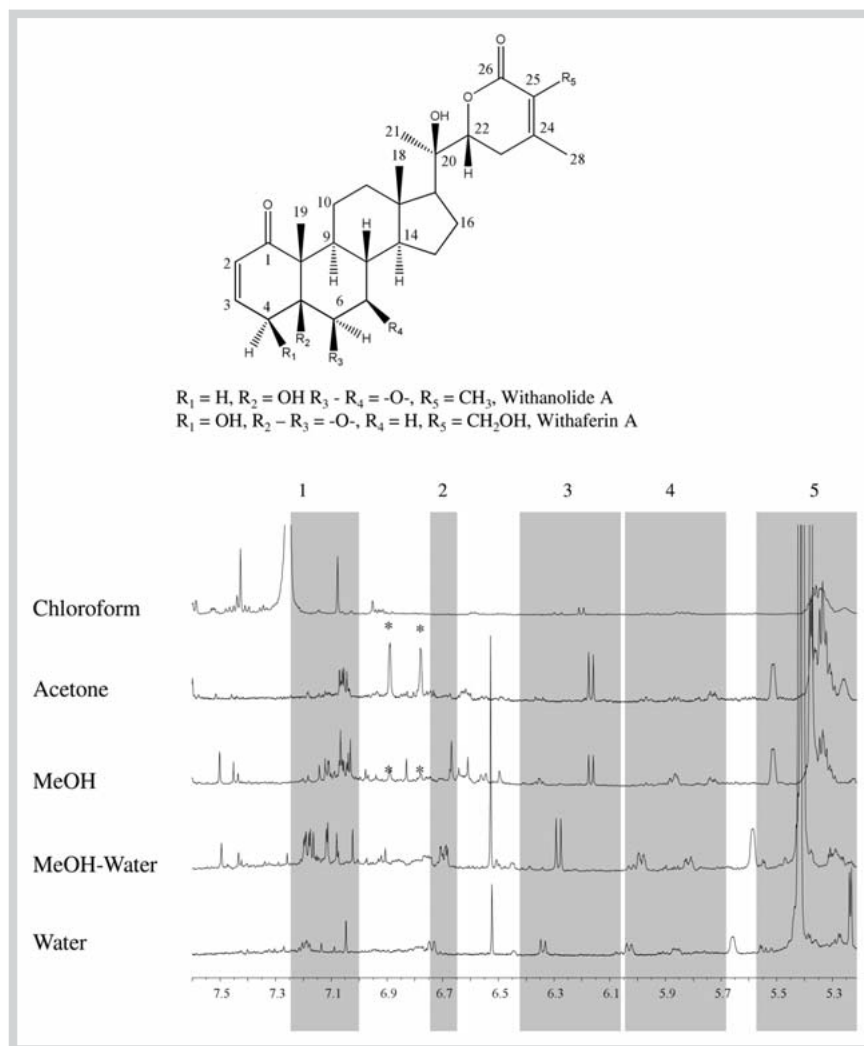 O
26
25
R5
O
OH
21
22
24
20
18
H
28
O
19
10
16
H
9
14
1
2
H
6
H
3
4
R4
R2
H
H
R1
R3
R1 = H, R2 = OH R3 - R4 = -O-, R5 = CH3, Withanolide A
R1 = OH, R2 – R3 = -O-, R4 = H, R5 = CH2OH, Withaferin A
1 2 3 4 5
Chloroform
* *
Acetone
MeOH
* *
MeOH-Water
Water
7.5 7.3 7.1 6.9 6.7 6.5 6.3 6.1 5.9 5.7 5.5 5.3